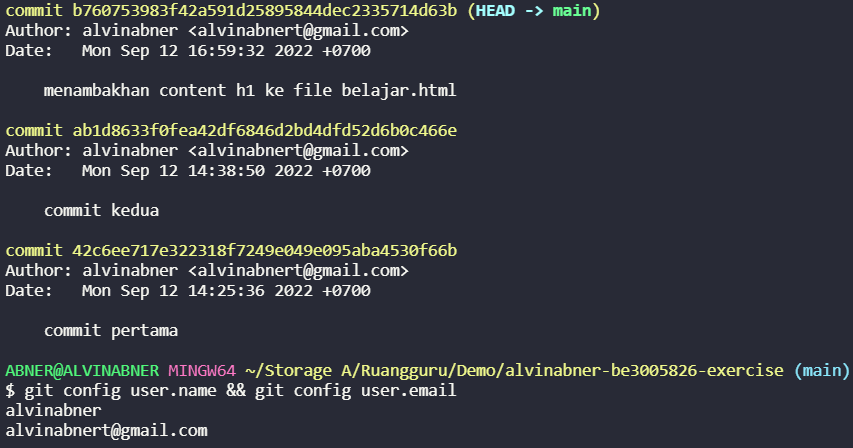 commit b760753983f42a591d25895844dec2335714d63b (HEAD -> main)
Author: alvinabner <alvinabnert@gmail.com>
Date:   Mon Sep 12 16:59:32 2022 +0700
    menambakhan content h1 ke file belajar.html
commit ab1d8633f0fea42df6846d2bd4dfd52d6b0c466e
Author: alvinabner <alvinabnert@gmail.com>
Date:   Mon Sep 12 14:38:50 2022 +0700
    commit kedua
commit 42c6ee717e322318f7249e049e095aba4530f66b
Author: alvinabner <alvinabnert@gmail.com>
Date:   Mon Sep 12 14:25:36 2022 +0700
    commit pertama
ABNER@ALVINABNER MINGW64 ~/Storage A/Ruangguru/Demo/alvinabner-be3005826-exercise (main)
$ git config user.name && git config user.email
alvinabner
alvinabnert@gmail.com